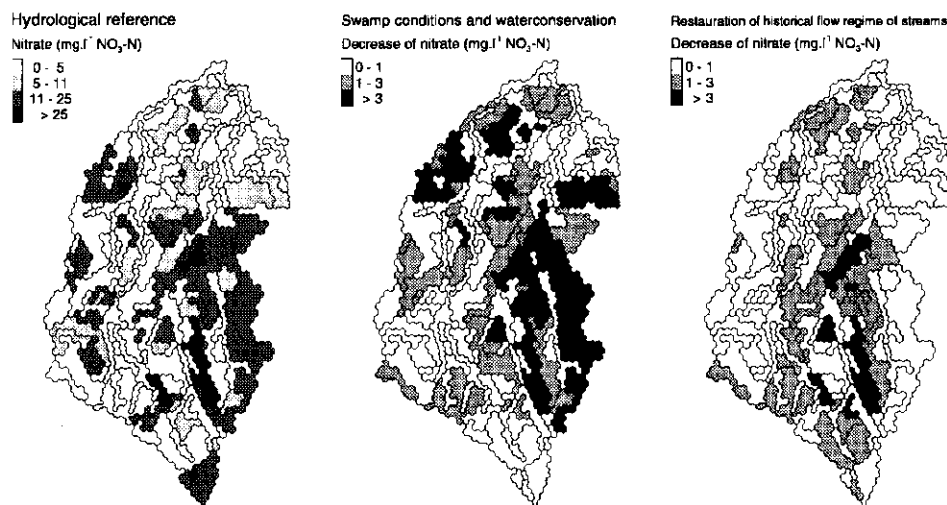 Hydrological reference
Nitrate (mg.l⁻ NO₃-N)
0 - 5
5 - 11
11 - 25
> 25
Swamp conditions and waterconservation
Decrease of nitrate (mg.l¹ NO₃-N)
0 - 1
1 - 3
> 3
Restauration of historical flow regime of streams
Decrease of nitrate (mg.l¹ NO₃-N)
0 - 1
1 - 3
> 3